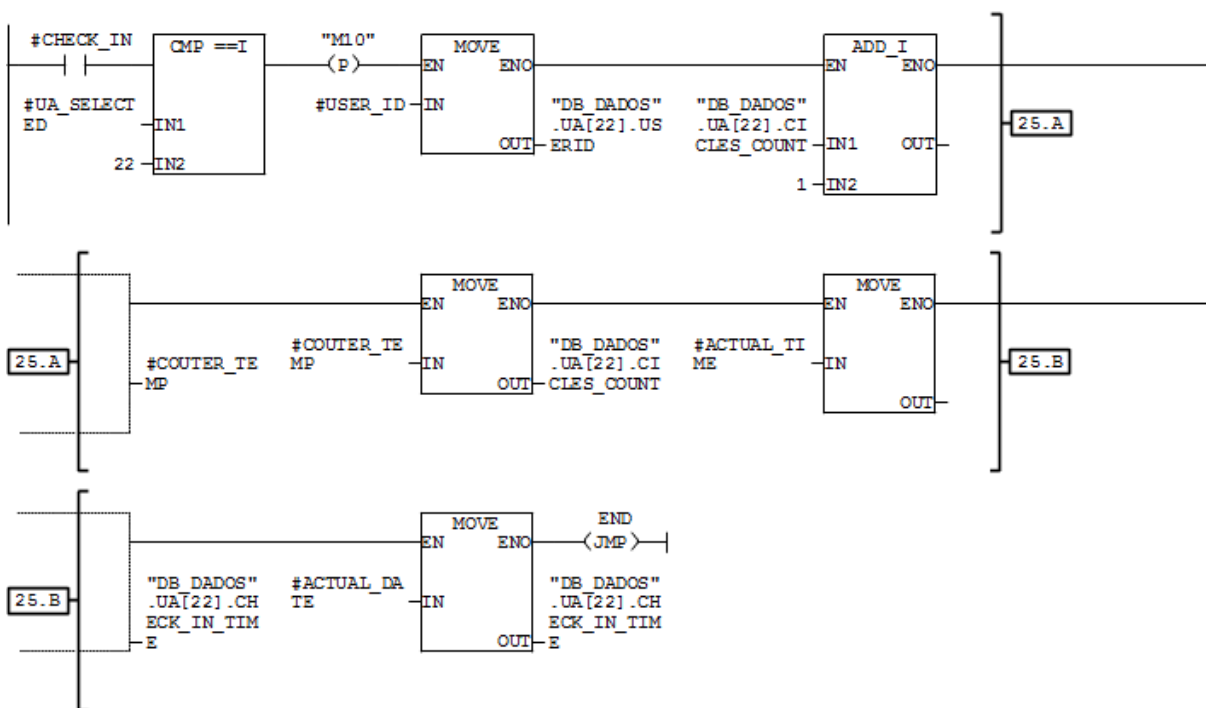 #CHECK_IN
CMP ==I
"M10"
(P)
MOVE
ADD_I
EN ENO
EN ENO
#UA_SELECT
ED
IN1
22
IN2
#USER_ID
IN
OUT
"DB_DADOS"
.UA[22].US
ERID
"DB_DADOS"
.UA[22].CI
CLES_COUNT
IN1
OUT
1
IN2
25.A
25.A
#COUTER_TE
MP
#COUTER_TE
MP
MOVE
EN ENO
IN
OUT
"DB_DADOS"
.UA[22].CI
CLES_COUNT
#ACTUAL_TI
ME
MOVE
EN ENO
IN
OUT
25.B
25.B
"DB_DADOS"
.UA[22].CH
ECK_IN_TIM
E
#ACTUAL_DA
TE
MOVE
EN ENO
IN
OUT
END
(JMP)
"DB_DADOS"
.UA[22].CH
ECK_IN_TIM
E